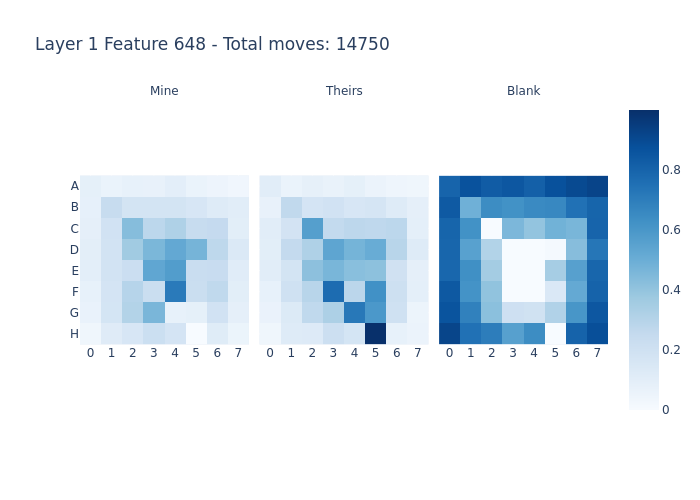 Layer 1 Feature 648 - Total moves: 14750
Mine Theirs Blank
A
B
C
D
E
F
G
H
0 1 2 3 4 5 6 7 0 1 2 3 4 5 6 7 0 1 2 3 4 5 6 7
0.8
0.6
0.4
0.2
0